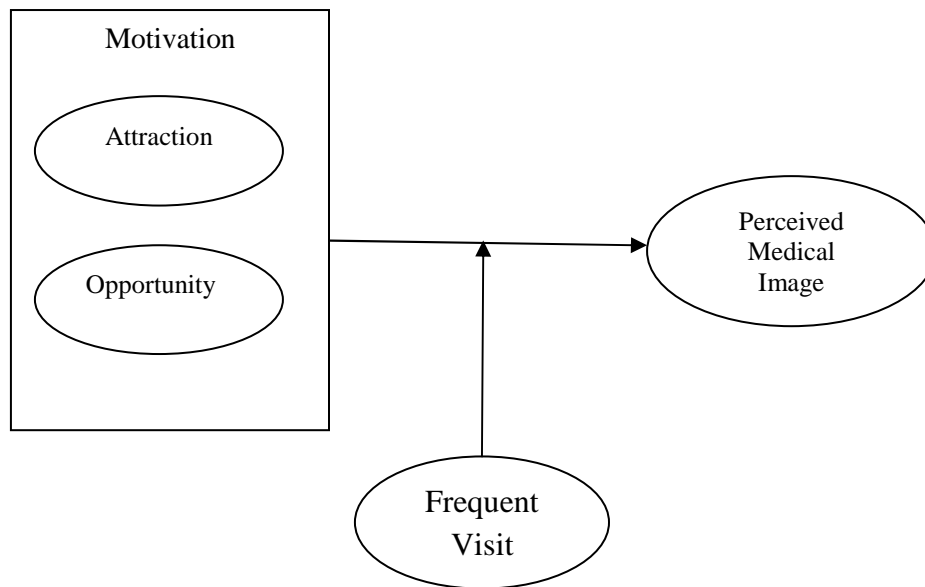 Motivation
Attraction
Opportunity
Perceived
Medical
Image
Frequent
Visit